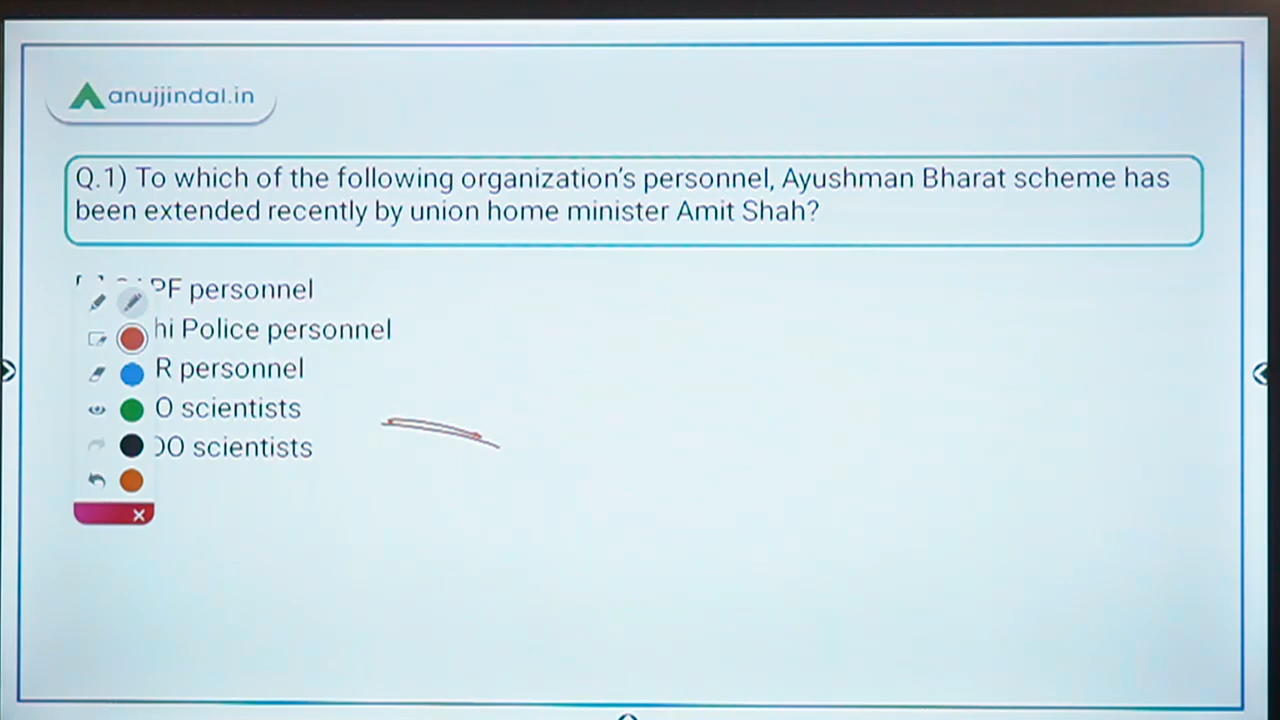 anujjindal.in
Q.1) To which of the following organization's personnel, Ayushman Bharat scheme has
been extended recently by union home minister Amit Shah?
PF personnel
hi Police personnel
R personnel
O scientists
DO scientists